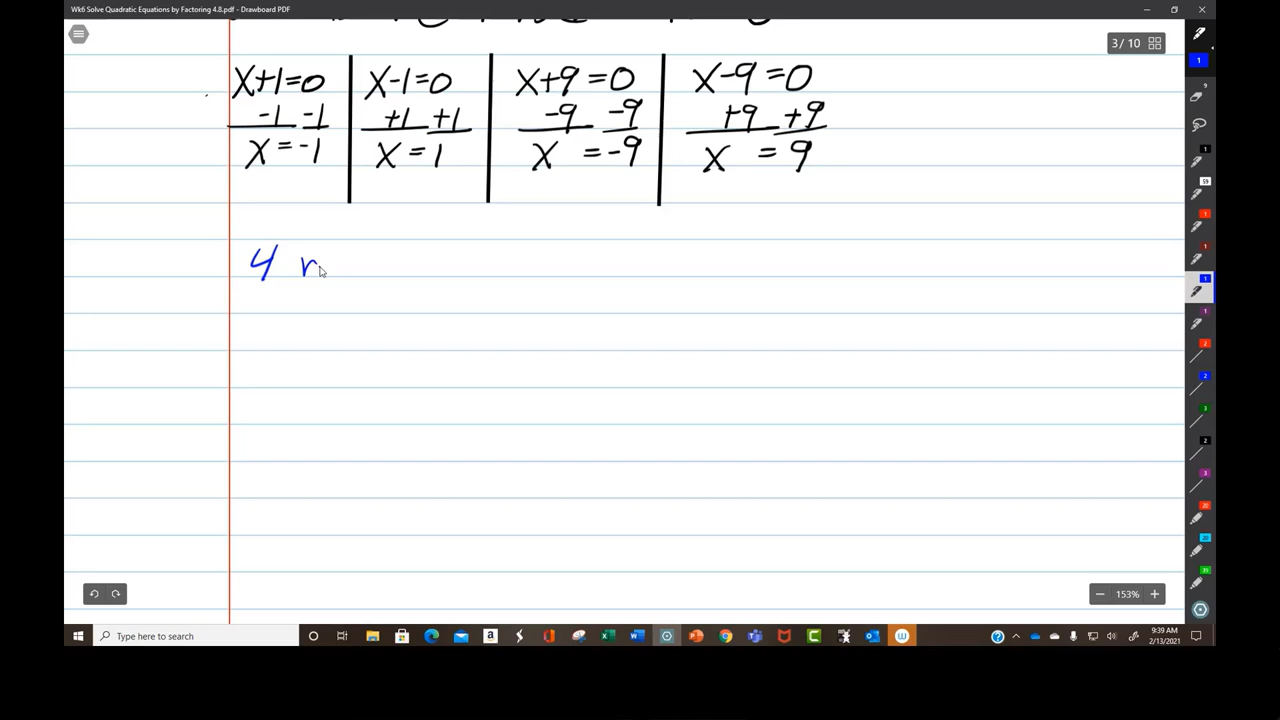 Wk6 Solve Quadratic Equations by Factoring 4.8.pdf - Drawboard PDF
3/10
x+1=0 x-1=0 x+9=0 x-9=0
-1 -1 +1 +1 -9 -9 +9 +9
x=-1 x=1 x=-9 x=9
4 r
153%
Type here to search
9:39 AM
2/13/2021